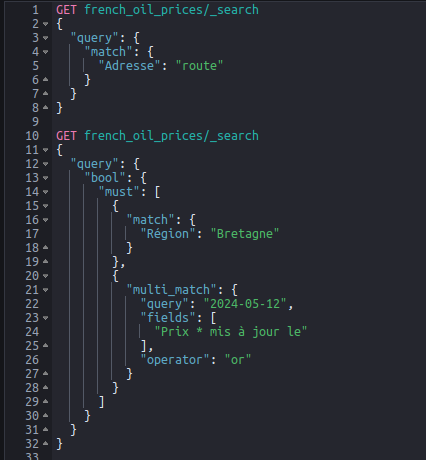 1 GET french_oil_prices/_search
2 {
3 "query": {
4 "match": {
5 "Adresse": "route"
6 }
7 }
8 }
9
10 GET french_oil_prices/_search
11 {
12 "query": {
13 "bool": {
14 "must": [
15 {
16 "match": {
17 "Région": "Bretagne"
18 }
19 },
20 {
21 "multi_match": {
22 "query": "2024-05-12",
23 "fields": [
24 "Prix * mis à jour le"
25 ],
26 "operator": "or"
27 }
28 }
29 ]
30 }
31 }
32 }
33